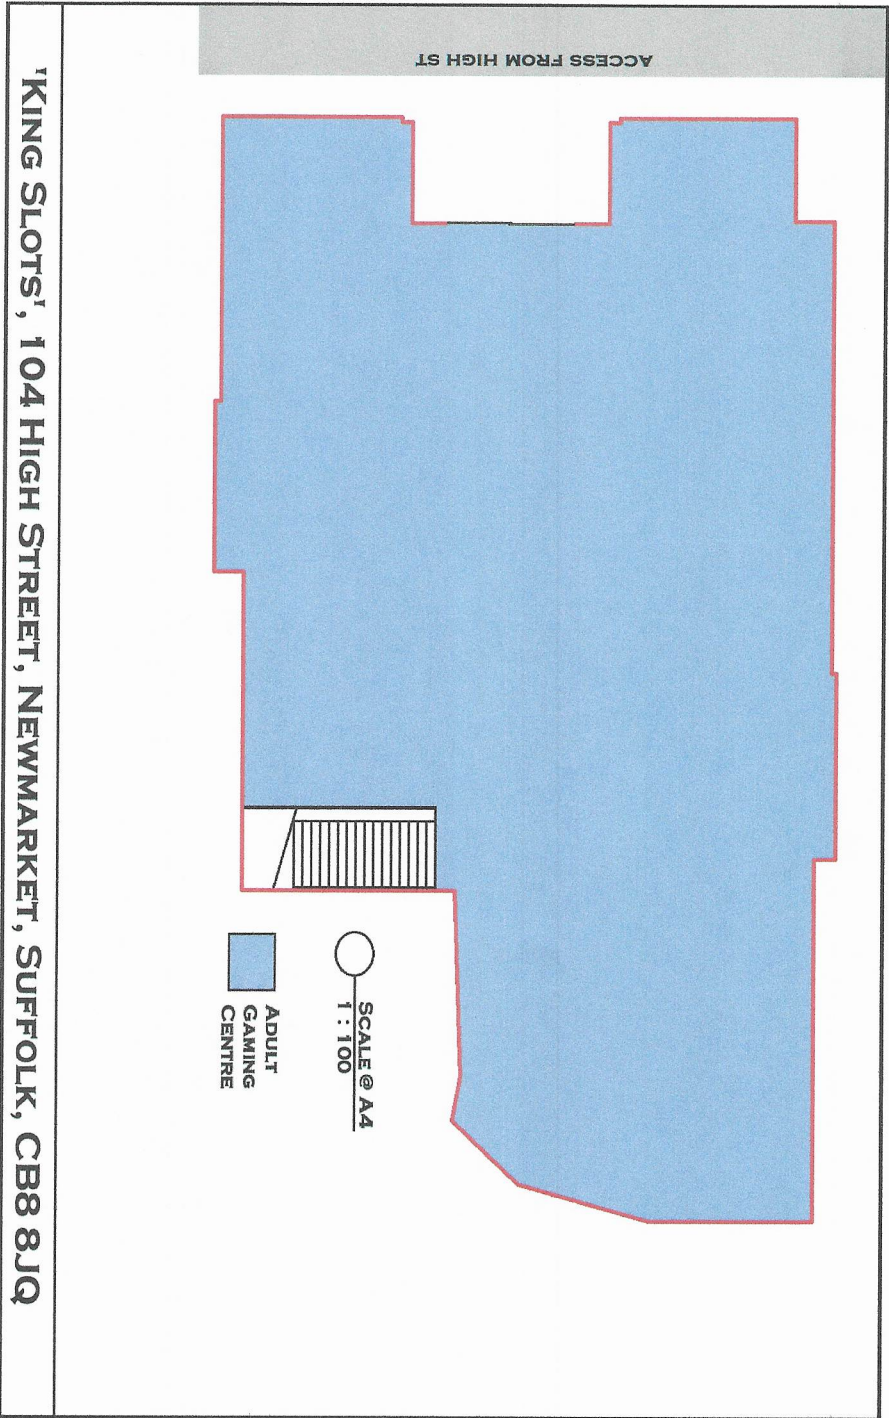 ACCESS FROM HIGH ST
SCALE @ A4
1 : 100
ADULT
GAMING
CENTRE
'KING SLOTS', 104 HIGH STREET, NEWMARKET, SUFFOLK, CB8 8JQ